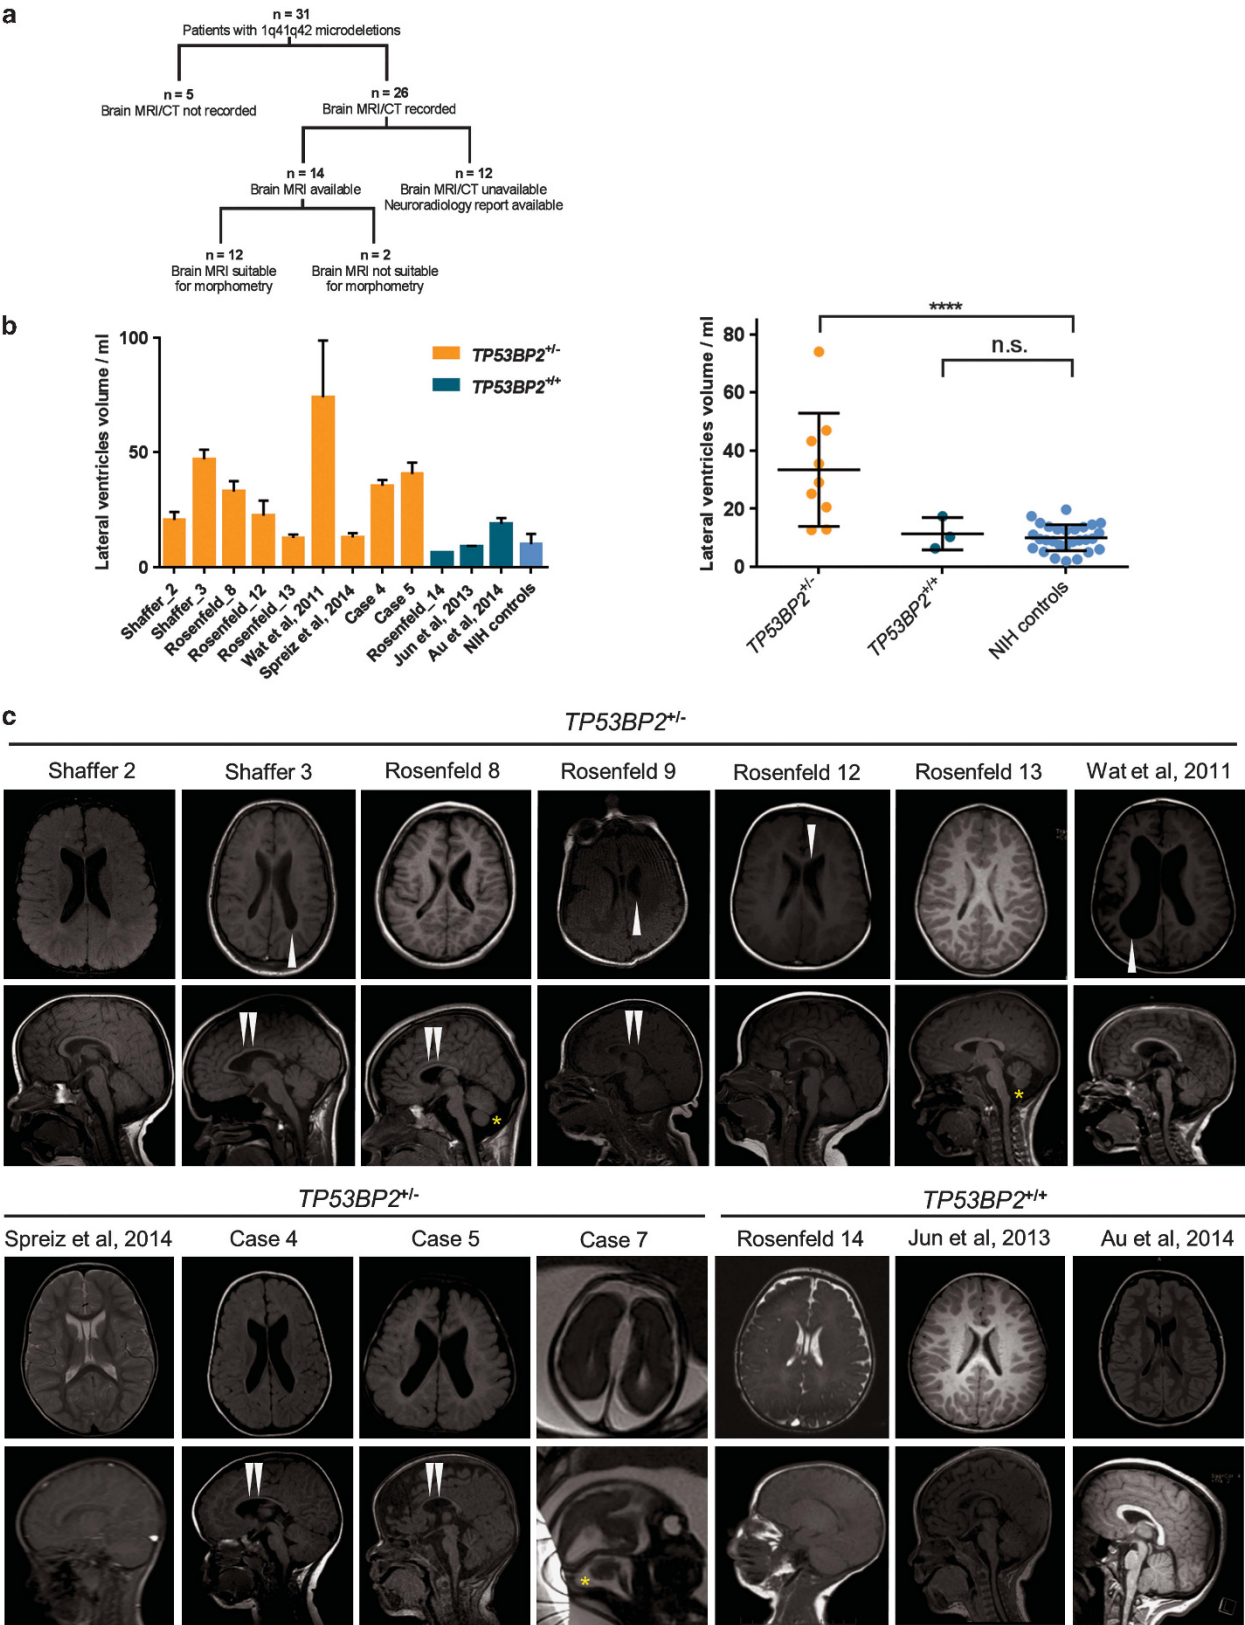 a
n = 31
Patients with 1q41q42 microdeletions
n = 5
Brain MRI/CT not recorded
n = 26
Brain MRI/CT recorded
n = 14
Brain MRI available
n = 12
Brain MRI/CT unavailable
Neuroradiology report available
n = 12
Brain MRI suitable
for morphometry
n = 2
Brain MRI not suitable
for morphometry
b
Lateral ventricles volume / ml
100
50
0
TP53BP2+/-
TP53BP2+/+
Shaffer_2
Shaffer_3
Rosenfeld_8
Rosenfeld_12
Rosenfeld_13
Wat et al, 2011
Spreiz et al, 2014
Case 4
Case 5
Rosenfeld_14
Jun et al, 2013
Au et al, 2014
NIH controls
Lateral ventricles volume / ml
80
60
40
20
0
****
n.s.
TP53BP2+/-
TP53BP2+/+
NIH controls
c
TP53BP2+/-
Shaffer 2
Shaffer 3
Rosenfeld 8
Rosenfeld 9
Rosenfeld 12
Rosenfeld 13
Wat et al, 2011
*
*
TP53BP2+/-
TP53BP2+/+
Spreiz et al, 2014
Case 4
Case 5
Case 7
Rosenfeld 14
Jun et al, 2013
Au et al, 2014
*